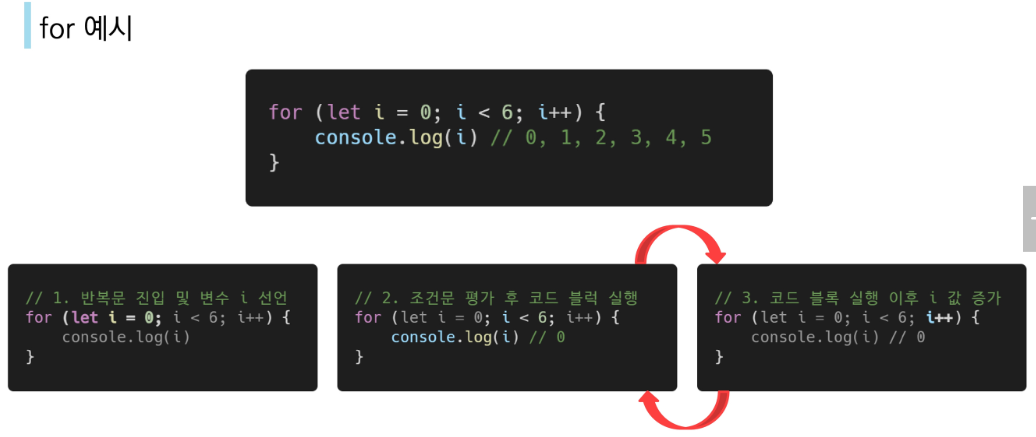 for 예시
for (let i = 0; i < 6; i++) {
    console.log(i) // 0, 1, 2, 3, 4, 5
}
// 1. 반복문 진입 및 변수 i 선언
for (let i = 0; i < 6; i++) {
    console.log(i)
}
// 2. 조건문 평가 후 코드 블럭 실행
for (let i = 0; i < 6; i++) {
    console.log(i) // 0
}
// 3. 코드 블록 실행 이후 i 값 증가
for (let i = 0; i < 6; i++) {
    console.log(i) // 0
}